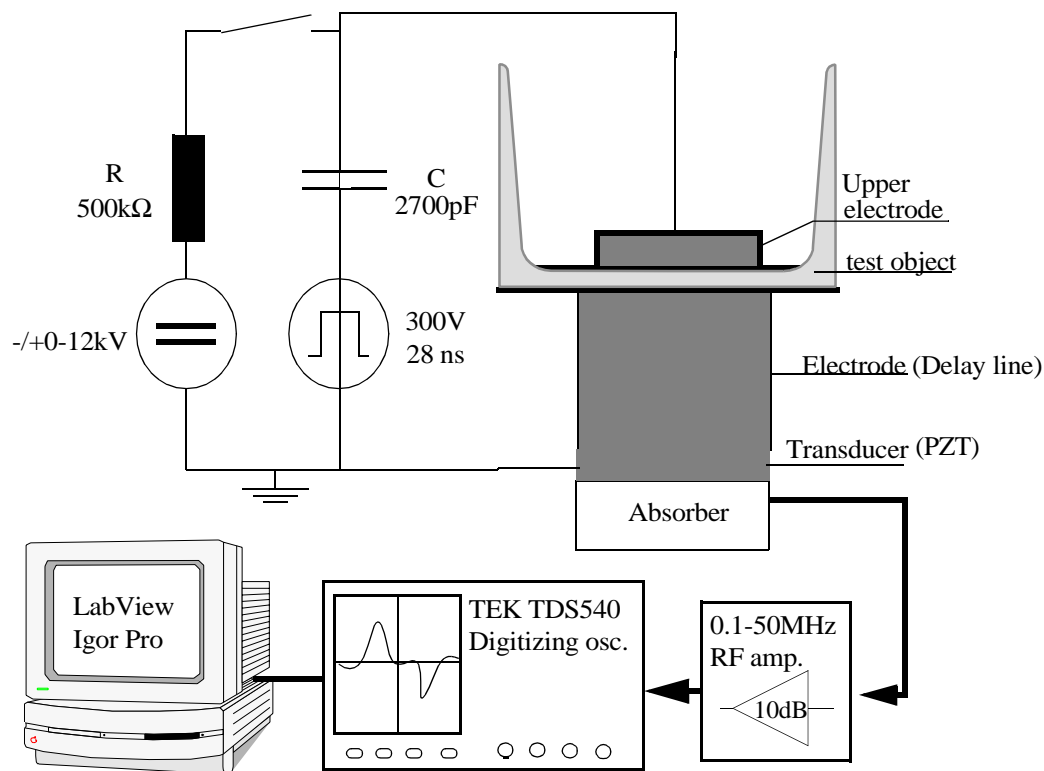 R
500kΩ
C
2700pF
Upper
electrode
test object
-/+0-12kV
300V
28 ns
Electrode (Delay line)
Transducer (PZT)
Absorber
LabView
Igor Pro
TEK TDS540
Digitizing osc.
0.1-50MHz
RF amp.
10dB